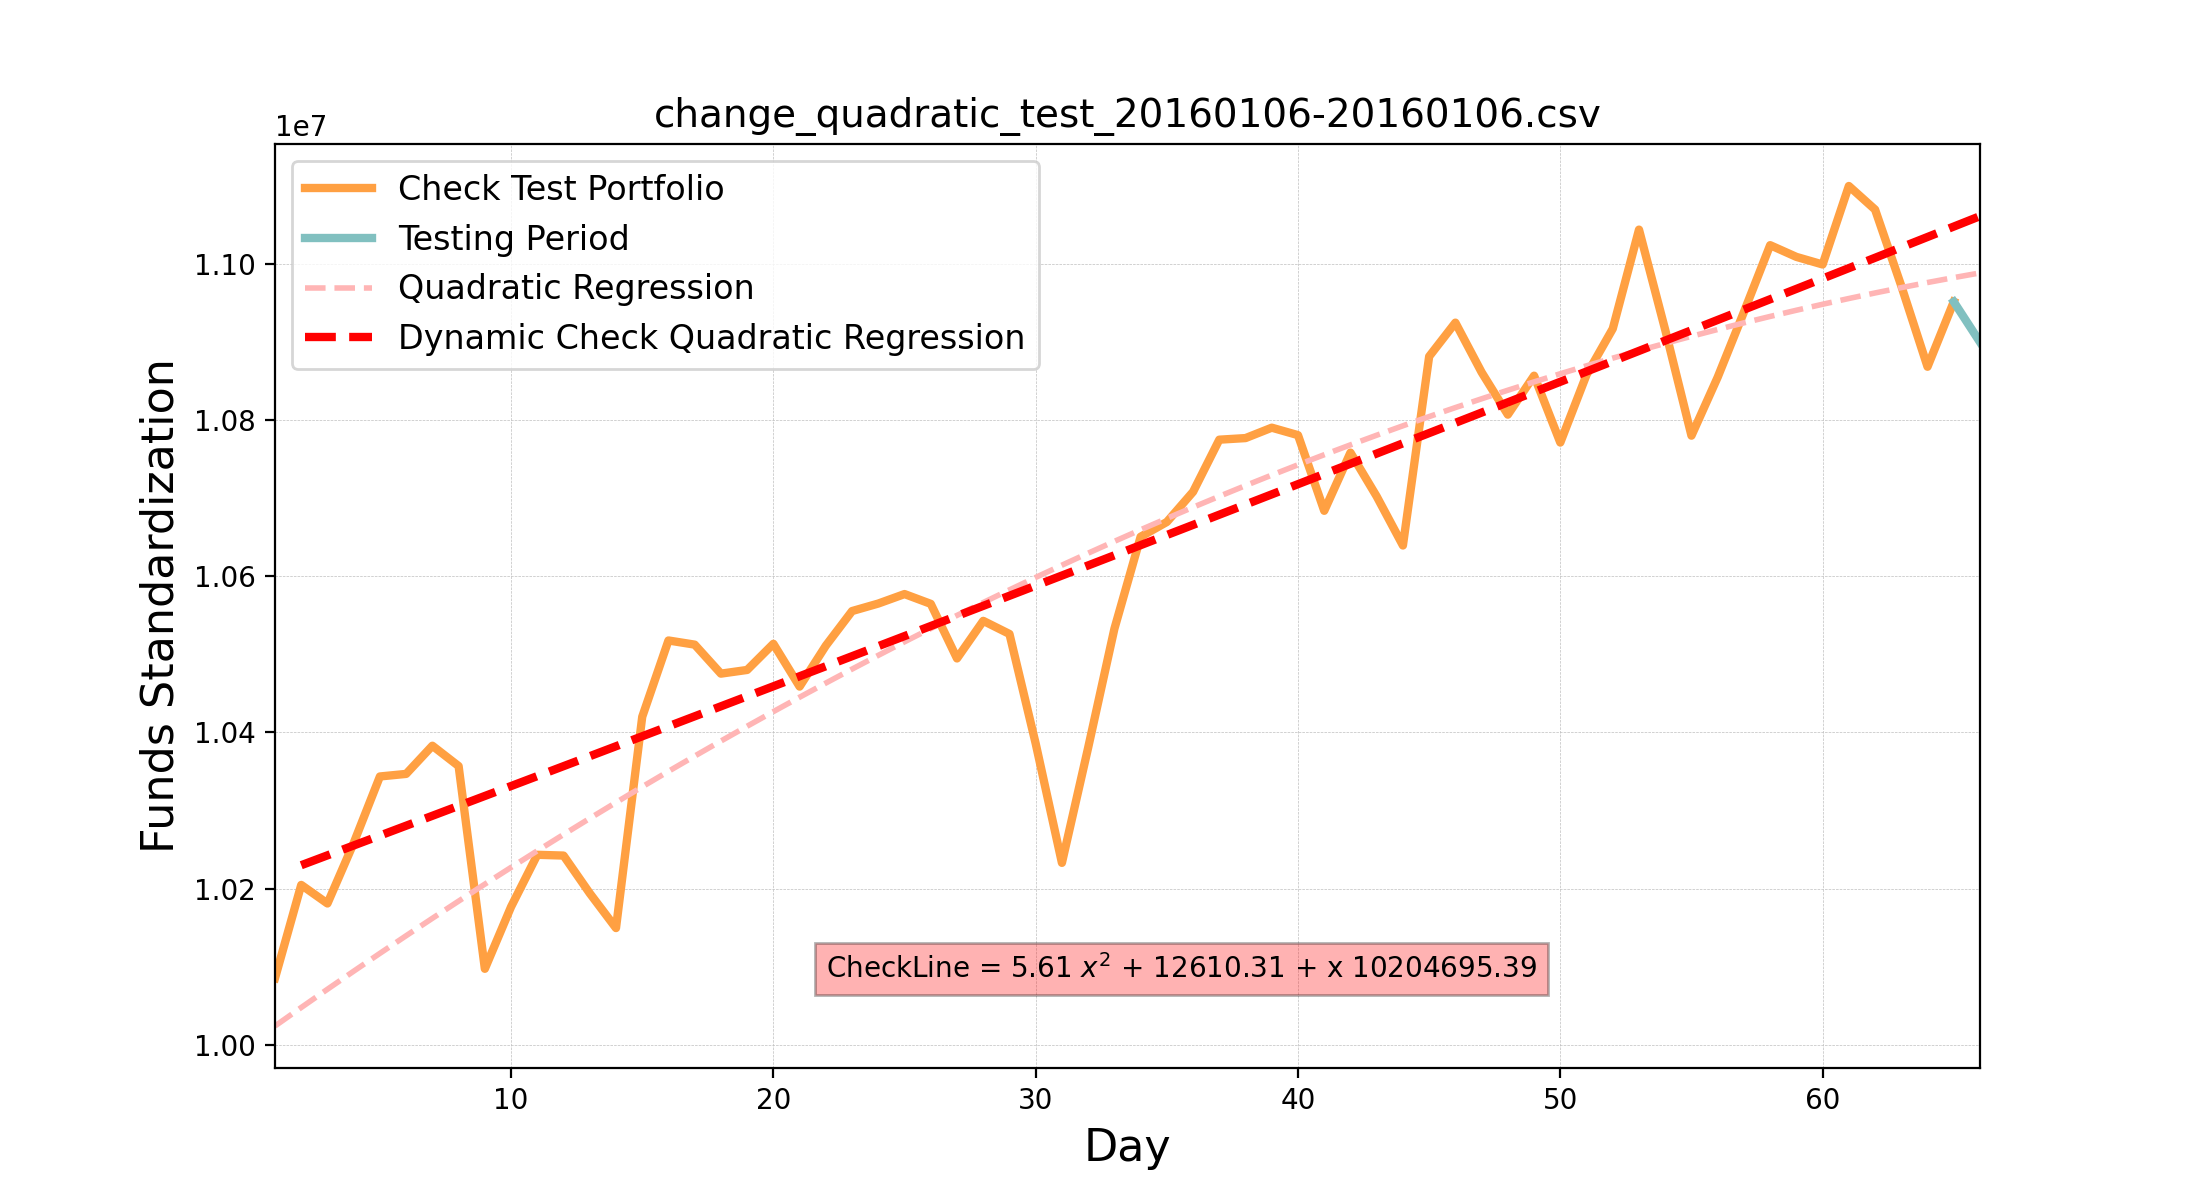 change_quadratic_test_20160106-20160106.csv
1e7
Check Test Portfolio
Testing Period
Quadratic Regression
Dynamic Check Quadratic Regression
Funds Standardization
1.10
1.08
1.06
1.04
1.02
1.00
CheckLine = 5.61 x² + 12610.31 + x 10204695.39
10 20 30 40 50 60
Day